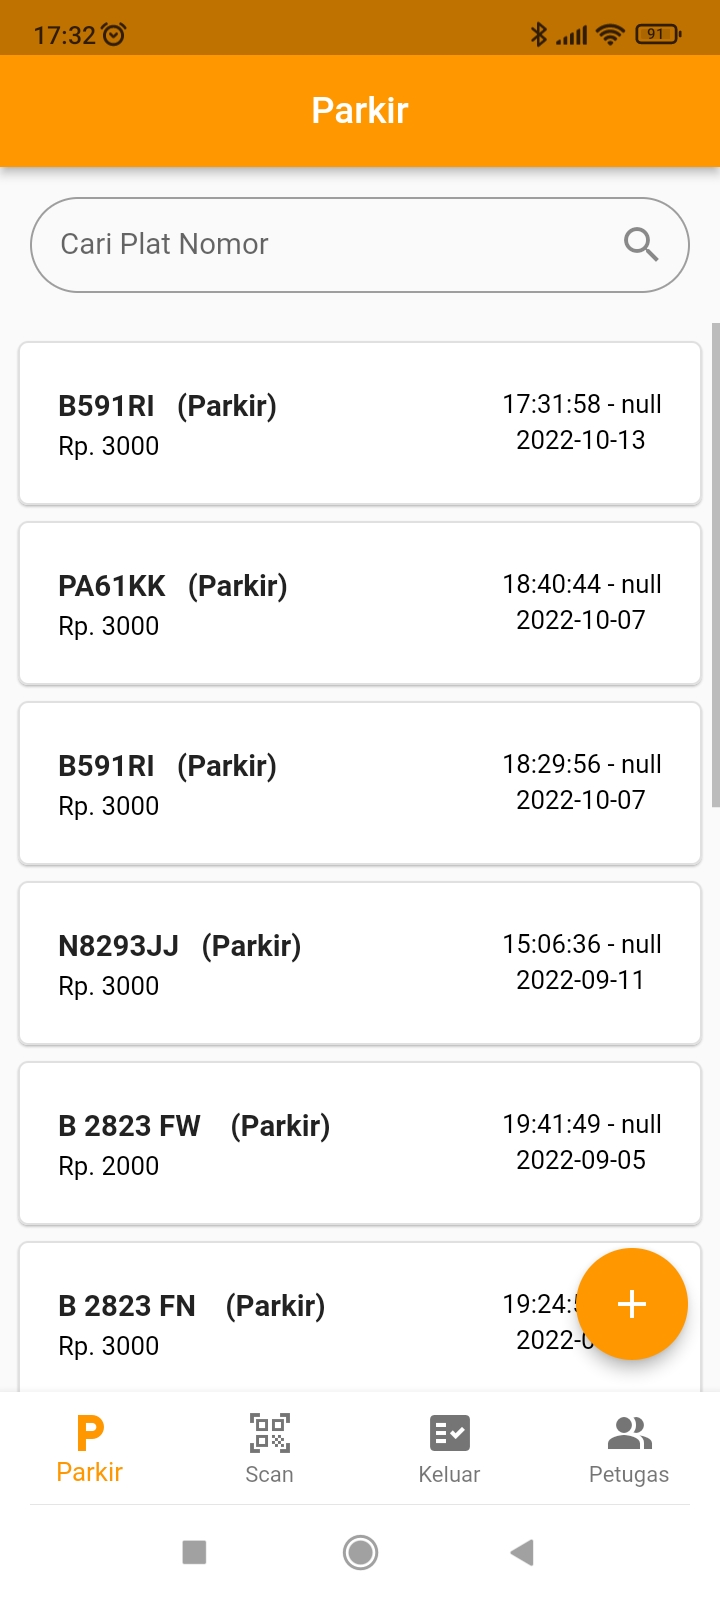 17:32
91
Parkir
Cari Plat Nomor
B591RI (Parkir)
17:31:58 - null
Rp. 3000
2022-10-13
PA61KK (Parkir)
18:40:44 - null
Rp. 3000
2022-10-07
B591RI (Parkir)
18:29:56 - null
Rp. 3000
2022-10-07
N8293JJ (Parkir)
15:06:36 - null
Rp. 3000
2022-09-11
B 2823 FW (Parkir)
19:41:49 - null
Rp. 2000
2022-09-05
B 2823 FN (Parkir)
19:24:
Rp. 3000
2022-0
P
Parkir
Scan
Keluar
Petugas